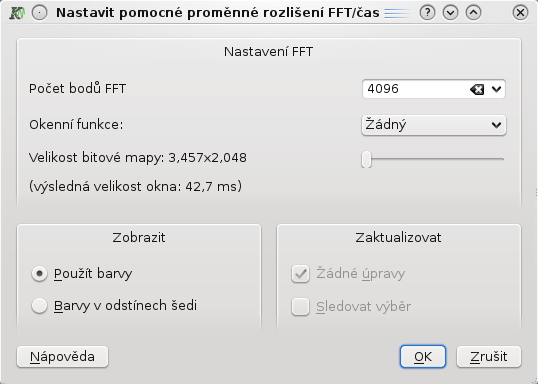 Nastavit pomocné proměnné rozlišení FFT/čas
Nastavení FFT
Počet bodů FFT
4096
Okenní funkce:
Žádný
Velikost bitové mapy: 3,457x2,048
(výsledná velikost okna: 42,7 ms)
Zobrazit
Použít barvy
Barvy v odstínech šedi
Zaktualizovat
Žádné úpravy
Sledovat výběr
Nápověda
OK
Zrušit